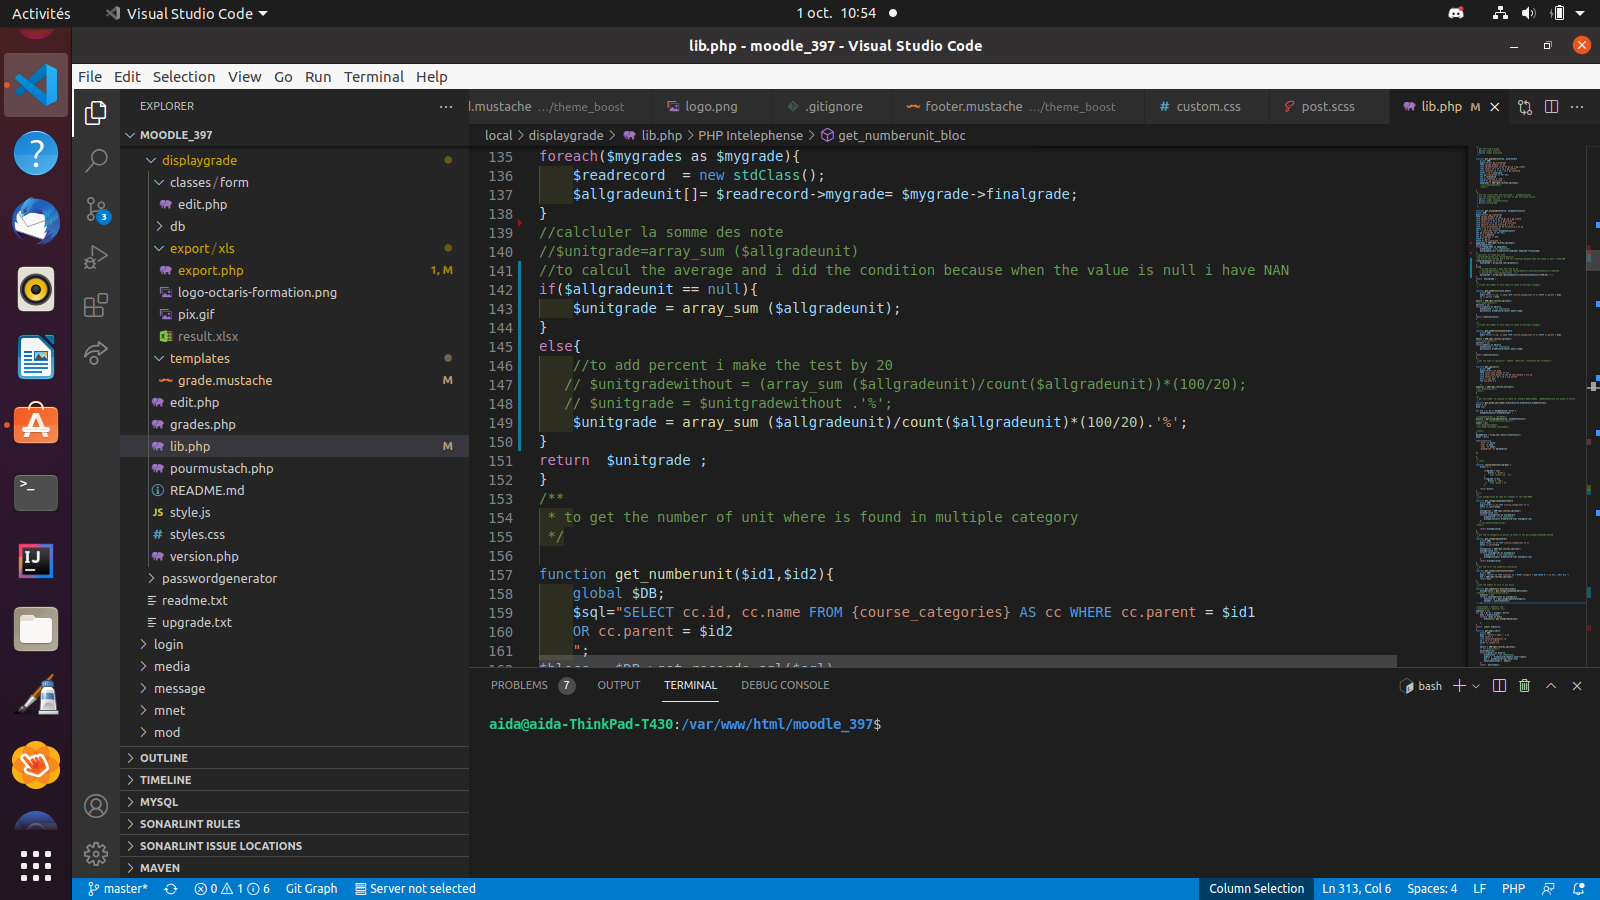 Activités
Visual Studio Code
1 oct. 10:54
lib.php - moodle_397 - Visual Studio Code
File Edit Selection View Go Run Terminal Help
EXPLORER
MOODLE_397
displaygrade
classes/form
edit.php
db
export/xls
export.php 1, M
logo-octaris-formation.png
pix.gif
result.xlsx
templates
grade.mustache M
edit.php
grades.php
lib.php M
pourmustach.php
README.md
JS style.js
# styles.css
version.php
passwordgenerator
readme.txt
upgrade.txt
login
media
message
mnet
mod
OUTLINE
TIMELINE
MYSQL
SONARLINT RULES
SONARLINT ISSUE LOCATIONS
MAVEN
3
IJ
d.mustache .../theme_boost logo.png .gitignore footer.mustache .../theme_boost # custom.css post.scss lib.php M
local > displaygrade > lib.php > PHP Intelephense > get_numberunit_bloc
135 foreach($mygrades as $mygrade){
136 $readrecord  = new stdClass();
137 $allgradeunit[]= $readrecord->mygrade= $mygrade->finalgrade;
138 }
139 //calcluler la somme des note
140 //$unitgrade=array_sum ($allgradeunit)
141 //to calcul the average and i did the condition because when the value is null i have NAN
142 if($allgradeunit == null){
143 $unitgrade = array_sum ($allgradeunit);
144 }
145 else{
146 //to add percent i make the test by 20
147 // $unitgradewithout = (array_sum ($allgradeunit)/count($allgradeunit))*(100/20);
148 // $unitgrade = $unitgradewithout .'%';
149 $unitgrade = array_sum ($allgradeunit)/count($allgradeunit)*(100/20).'%';
150 }
151 return  $unitgrade ;
152 }
153 /**
154 * to get the number of unit where is found in multiple category
155 */
156
157 function get_numberunit($id1,$id2){
158 global $DB;
159 $sql="SELECT cc.id, cc.name FROM {course_categories} AS cc WHERE cc.parent = $id1
160 OR cc.parent = $id2
161 ";
PROBLEMS 7 OUTPUT TERMINAL DEBUG CONSOLE
bash
aida@aida-ThinkPad-T430:/var/www/html/moodle_397$
master* 0 1 6 Git Graph Server not selected
Column Selection Ln 313, Col 6 Spaces: 4 LF PHP